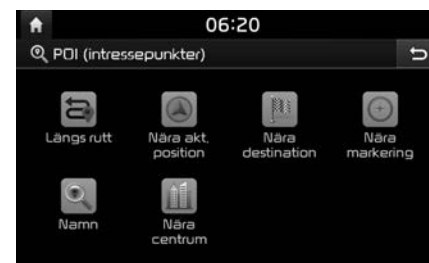 06:20
POI (intressepunkter)
Längs rutt
Nära akt.
position
Nära
destination
Nära
markering
Namn
Nära
centrum